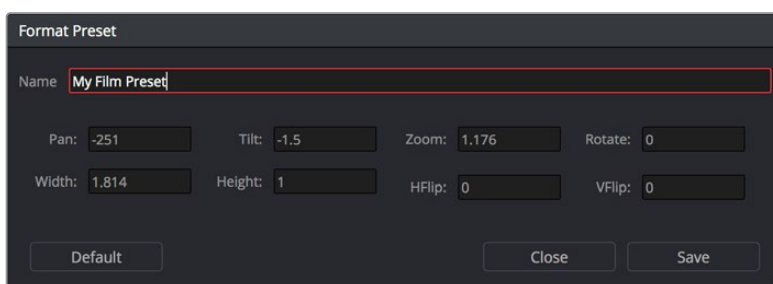 Format Preset
Name My Film Preset
Pan: -251 Tilt: -1.5 Zoom: 1.176 Rotate: 0
Width: 1.814 Height: 1 HFlip: 0 VFlip: 0
Default Close Save